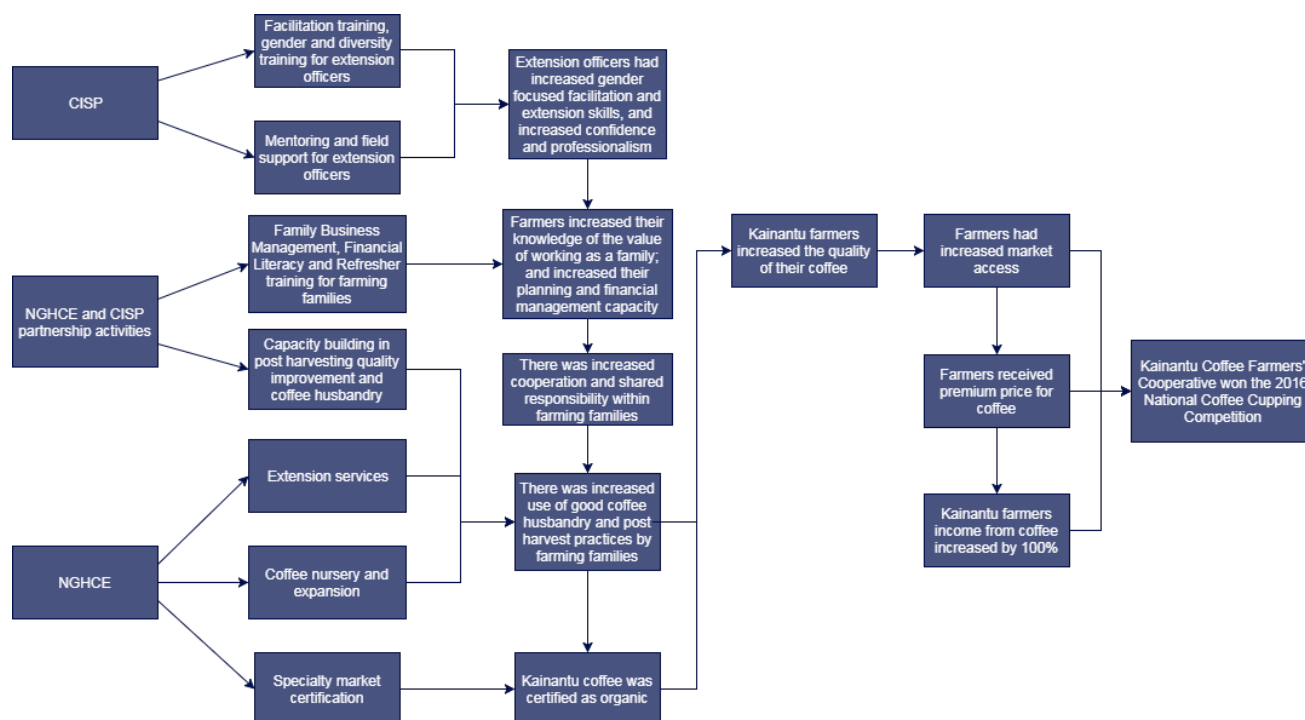 Facilitation training,
gender and diversity
training for extension
officers
CISP
Mentoring and field
support for extension
officers
Extension officers had
increased gender
focused facilitation and
extension skills, and
increased confidence
and professionalism
NGHCE and CISP
partnership activities
Family Business
Management, Financial
Literacy and Refresher
training for farming
families
Capacity building in
post harvesting quality
improvement and
coffee husbandry
Farmers increased their
knowledge of the value
of working as a family;
and increased their
planning and financial
management capacity
There was increased
cooperation and shared
responsibility within
farming families
NGHCE
Extension services
Coffee nursery and
expansion
Specialty market
certification
There was increased
use of good coffee
husbandry and post
harvest practices by
farming families
Kainantu coffee was
certified as organic
Kainantu farmers
increased the quality
of their coffee
Farmers had
increased market
access
Farmers received
premium price for
coffee
Kainantu farmers
income from coffee
increased by 100%
Kainantu Coffee Farmers'
Cooperative won the 2016
National Coffee Cupping
Competition